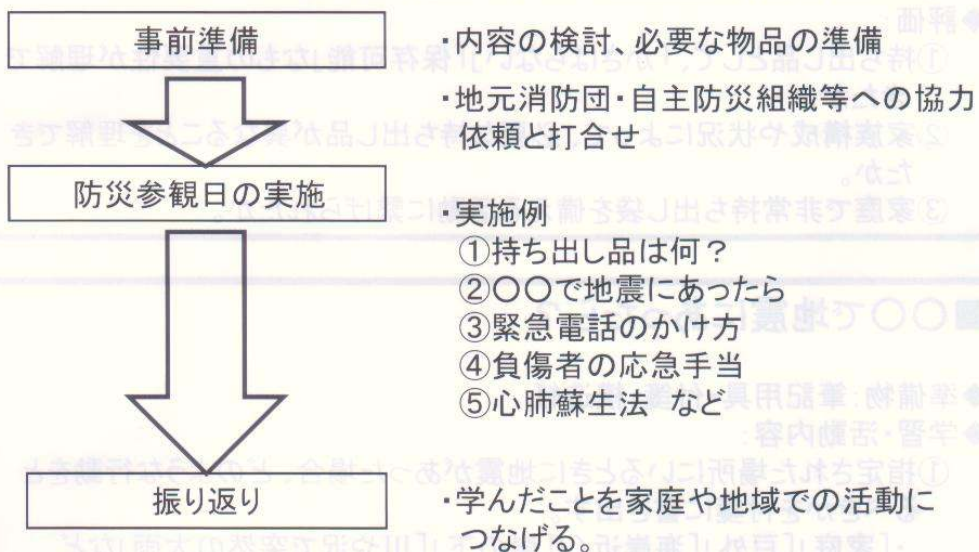 事前準備
・内容の検討、必要な物品の準備
・地元消防団・自主防災組織等への協力
依頼と打合せ
防災参観日の実施
・実施例
①持ち出し品は何？
②〇〇で地震にあったら
③緊急電話のかけ方
④負傷者の応急手当
⑤心肺蘇生法 など
振り返り
・学んだことを家庭や地域での活動に
つなげる。